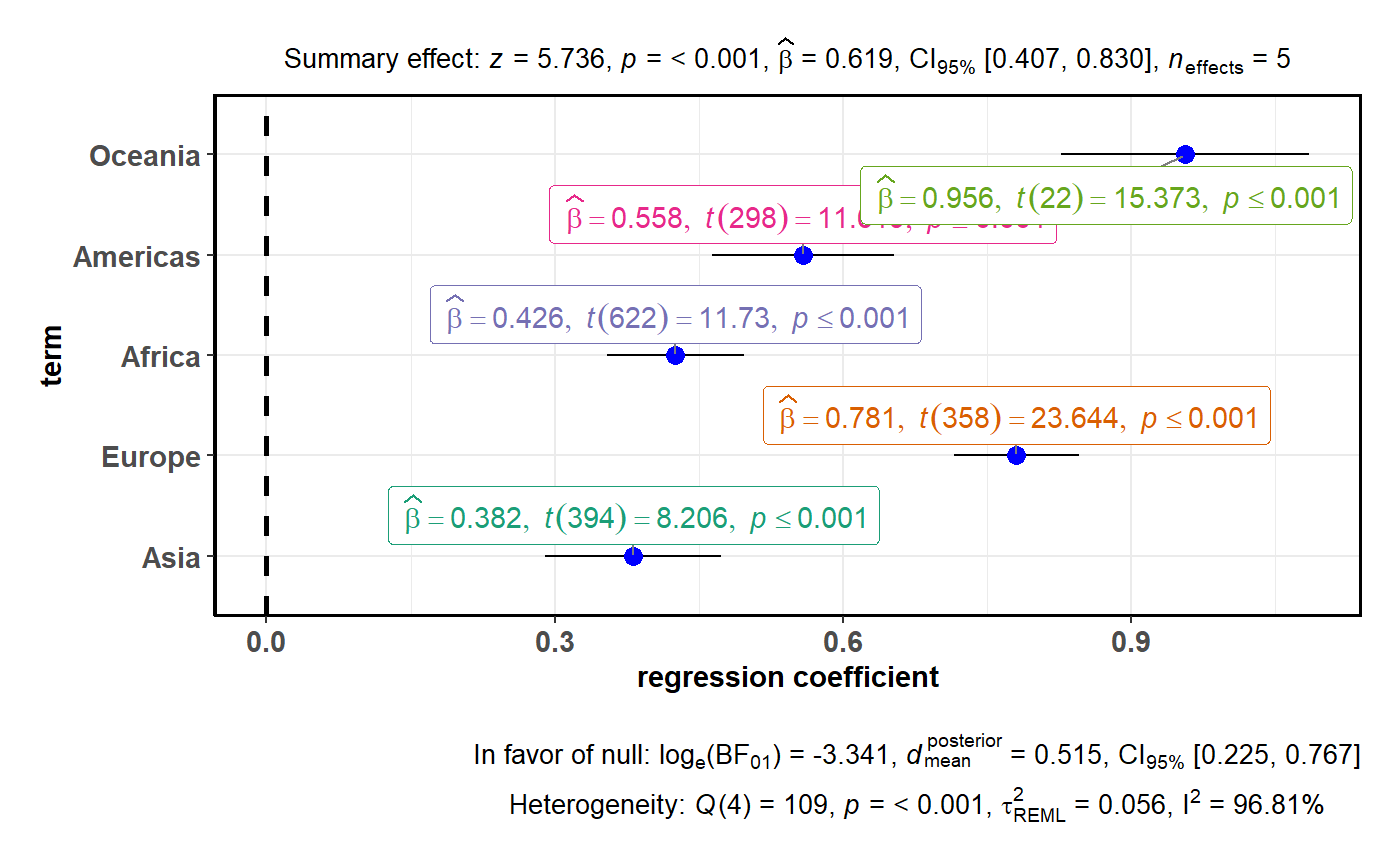 Summary effect: z = 5.736, p = < 0.001, β̂ = 0.619, CI95% [0.407, 0.830], neffects = 5
Oceania
β̂ = 0.956, t(22) = 15.373, p ≤ 0.001
β̂ = 0.558, t(298) = 11.
Americas
β̂ = 0.426, t(622) = 11.73, p ≤ 0.001
Africa
β̂ = 0.781, t(358) = 23.644, p ≤ 0.001
Europe
β̂ = 0.382, t(394) = 8.206, p ≤ 0.001
Asia
term
0.0 0.3 0.6 0.9
regression coefficient
In favor of null: loge(BF01) = -3.341, d posterior mean = 0.515, CI95% [0.225, 0.767]
Heterogeneity: Q(4) = 109, p = < 0.001, τ²REML = 0.056, I² = 96.81%